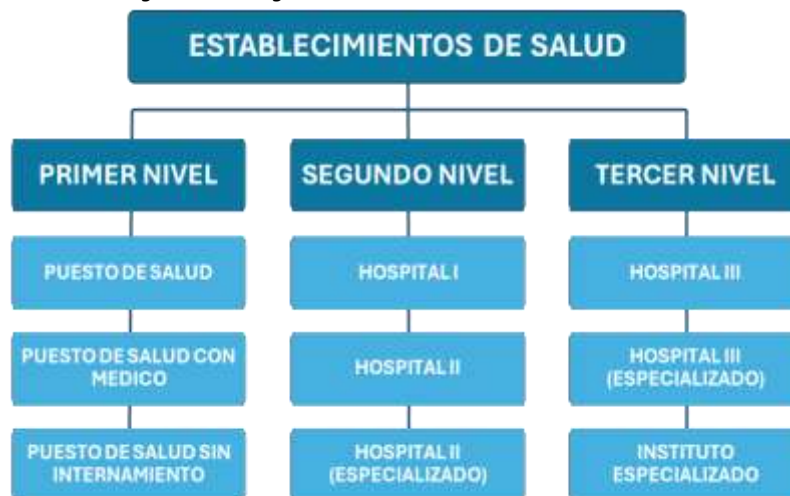 ESTABLECIMIENTOS DE SALUD
PRIMER NIVEL
SEGUNDO NIVEL
TERCER NIVEL
PUESTO DE SALUD
HOSPITAL I
HOSPITAL III
PUESTO DE SALUD CON
MEDICO
HOSPITAL II
HOSPITAL III
(ESPECIALIZADO)
PUESTO DE SALUD SIN
INTERNAMIENTO
HOSPITAL II
(ESPECIALIZADO)
INSTITUTO
ESPECIALIZADO